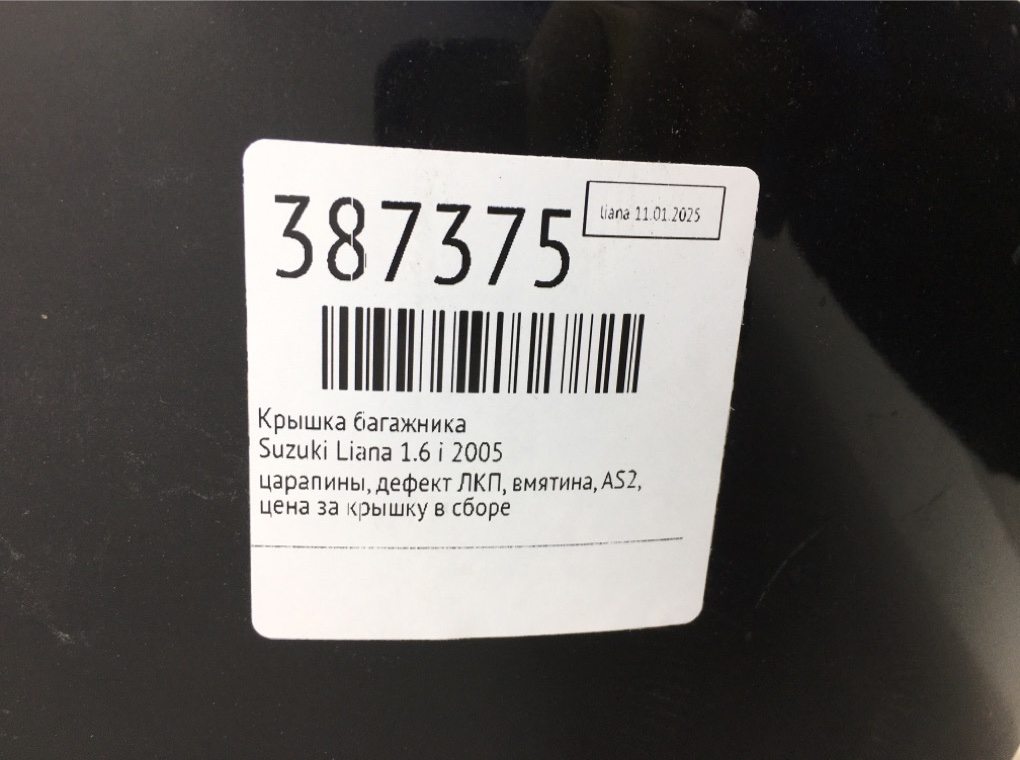 387375
liana 11.01.2025
Крышка багажника
Suzuki Liana 1.6 i 2005
царапины, дефект ЛКП, вмятина, AS2,
цена за крышку в сборе